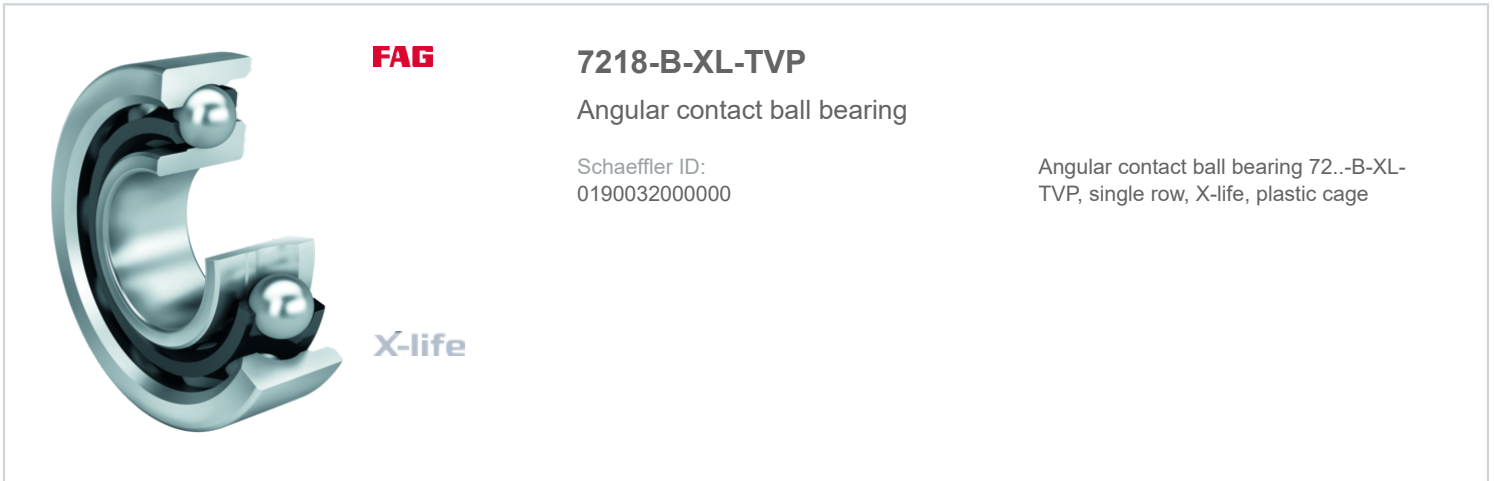 FAG
7218-B-XL-TVP
Angular contact ball bearing
Schaeffler ID:
0190032000000
Angular contact ball bearing 72..-B-XL-
TVP, single row, X-life, plastic cage
X-life